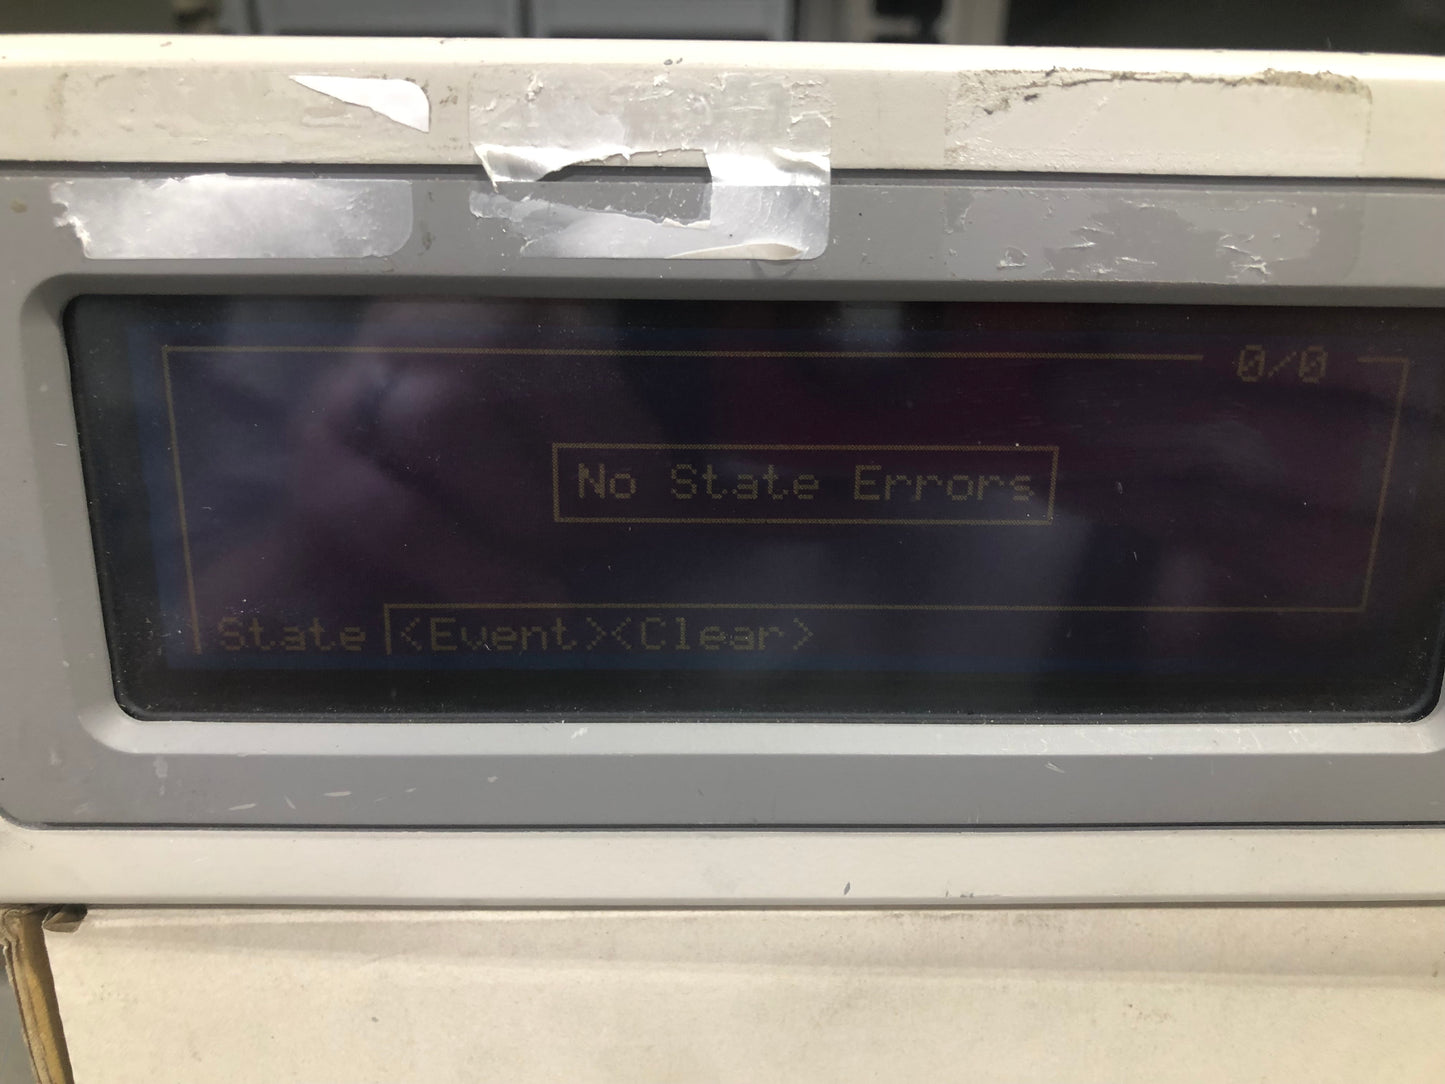 0/0
No State Errors
State <Event><Clear>